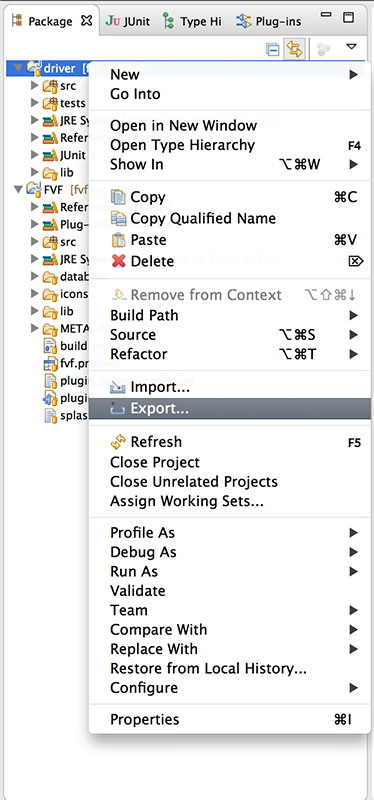 Package JUnit Type Hi Plug-ins
driver
New
src
Go Into
tests
JRE Sy
Open in New Window
Refer
Open Type Hierarchy F4
JUnit
Show In ⌥⌘W
lib
FVF [fvf
Copy ⌘C
Refer
Copy Qualified Name
Plug-
Paste ⌘V
src
Delete ⌦
JRE Sy
databa
Remove from Context ⌥⇧⌘↓
icons
Build Path
lib
Source ⌥⌘S
META
Refactor ⌥⌘T
build
fvf.pr
Import...
plugi
Export...
plugi
splas
Refresh F5
Close Project
Close Unrelated Projects
Assign Working Sets...
Profile As
Debug As
Run As
Validate
Team
Compare With
Replace With
Restore from Local History...
Configure
Properties ⌘I